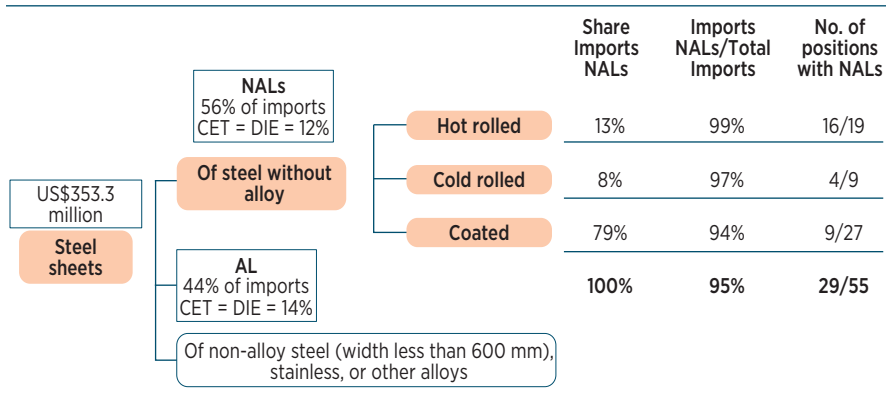 Share
Imports
NALs
Imports
NALs/Total
Imports
No. of
positions
with NALs
NALs
56% of imports
CET = DIE = 12%
Hot rolled
13%
99%
16/19
Of steel without
alloy
Cold rolled
8%
97%
4/9
US$353.3
million
Steel
sheets
Coated
79%
94%
9/27
AL
44% of imports
CET = DIE = 14%
100%
95%
29/55
Of non-alloy steel (width less than 600 mm),
stainless, or other alloys